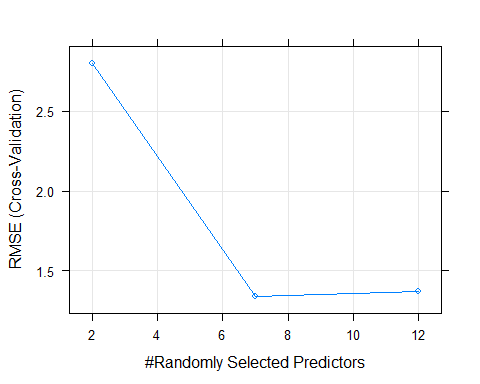 RMSE (Cross-Validation)
2.5
2.0
1.5
2 4 6 8 10 12
#Randomly Selected Predictors